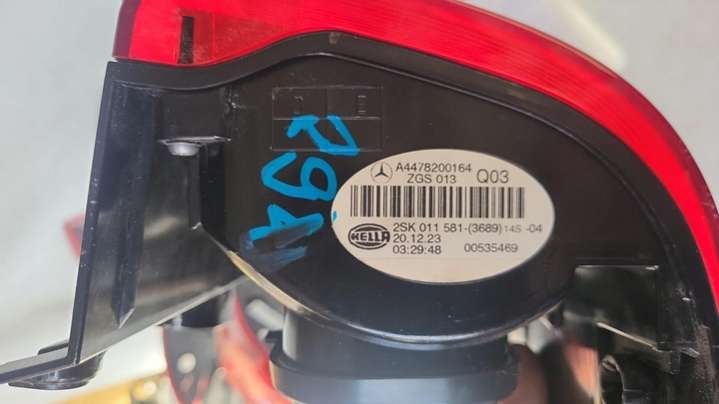 A4478200164
ZGS 013 Q03
HELLA
2SK 011 581-(3689)14S -04
20.12.23
03:29:48 00535469